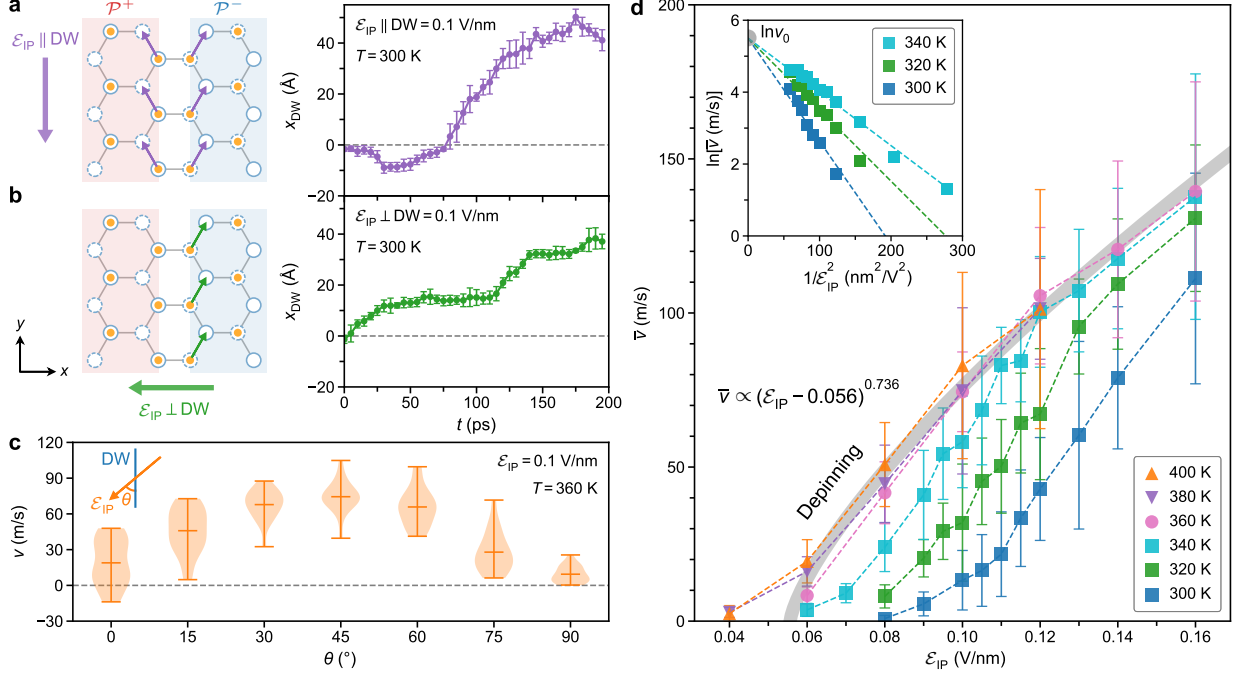 a
𝒫⁺
𝒫⁻
ℰ_IP ∥ DW
60
40
20
0
−20
x_DW (Å)
ℰ_IP ∥ DW = 0.1 V/nm
T = 300 K
b
y
x
ℰ_IP ⊥ DW
60
40
20
0
−20
x_DW (Å)
ℰ_IP ⊥ DW = 0.1 V/nm
T = 300 K
0
50
100
150
200
t (ps)
c
120
90
60
30
0
−30
v (m/s)
DW
ℰ_IP
θ
ℰ_IP = 0.1 V/nm
T = 360 K
0
15
30
45
60
75
90
θ (°)
d
200
150
100
50
0
v̅ (m/s)
6
4
2
0
ln[v̅ (m/s)]
lnv₀
340 K
320 K
300 K
0
100
200
300
1/ℰ²_IP (nm²/V²)
v̅ ∝ (ℰ_IP − 0.056)^0.736
Depinning
400 K
380 K
360 K
340 K
320 K
300 K
0.04
0.06
0.08
0.10
0.12
0.14
0.16
ℰ_IP (V/nm)